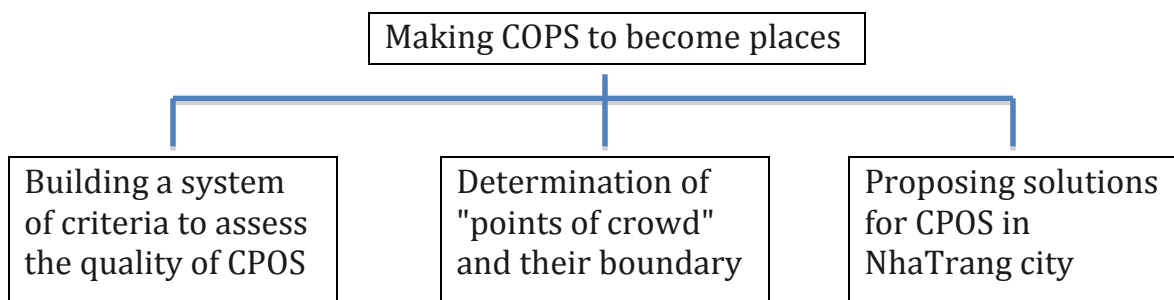 Making COPS to become places
Building a system
of criteria to assess
the quality of CPOS
Determination of
"points of crowd"
and their boundary
Proposing solutions
for CPOS in
NhaTrang city